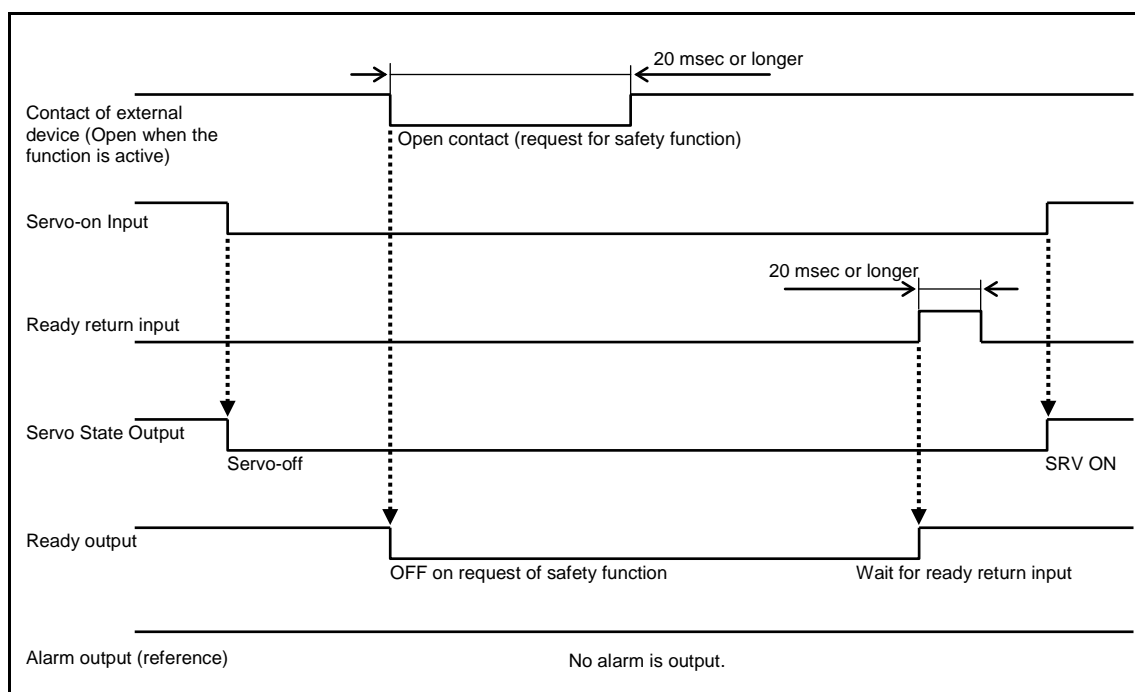 20 msec or longer
Contact of external
device (Open when the
function is active)
Open contact (request for safety function)
Servo-on Input
20 msec or longer
Ready return input
Servo State Output
Servo-off
SRV ON
Ready output
OFF on request of safety function
Wait for ready return input
Alarm output (reference)
No alarm is output.